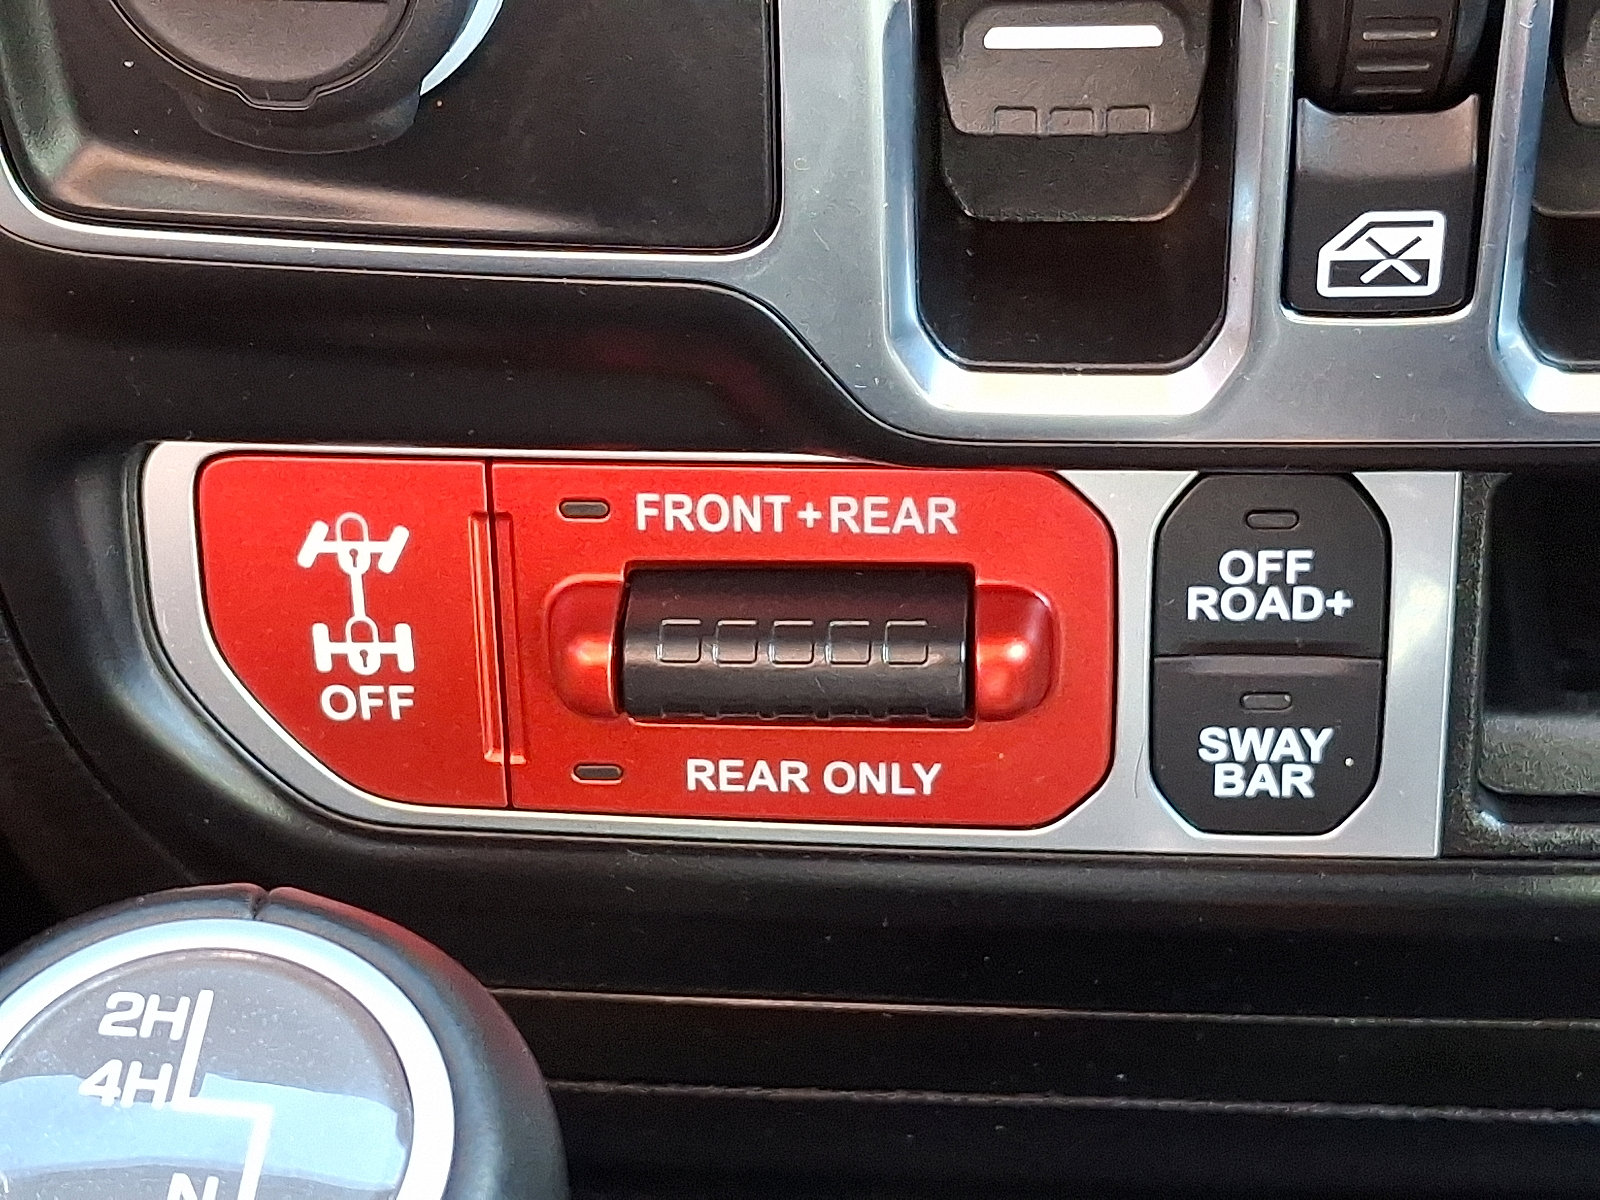 FRONT+REAR
OFF
REAR ONLY
OFF
ROAD+
SWAY
BAR
2H
4H
N